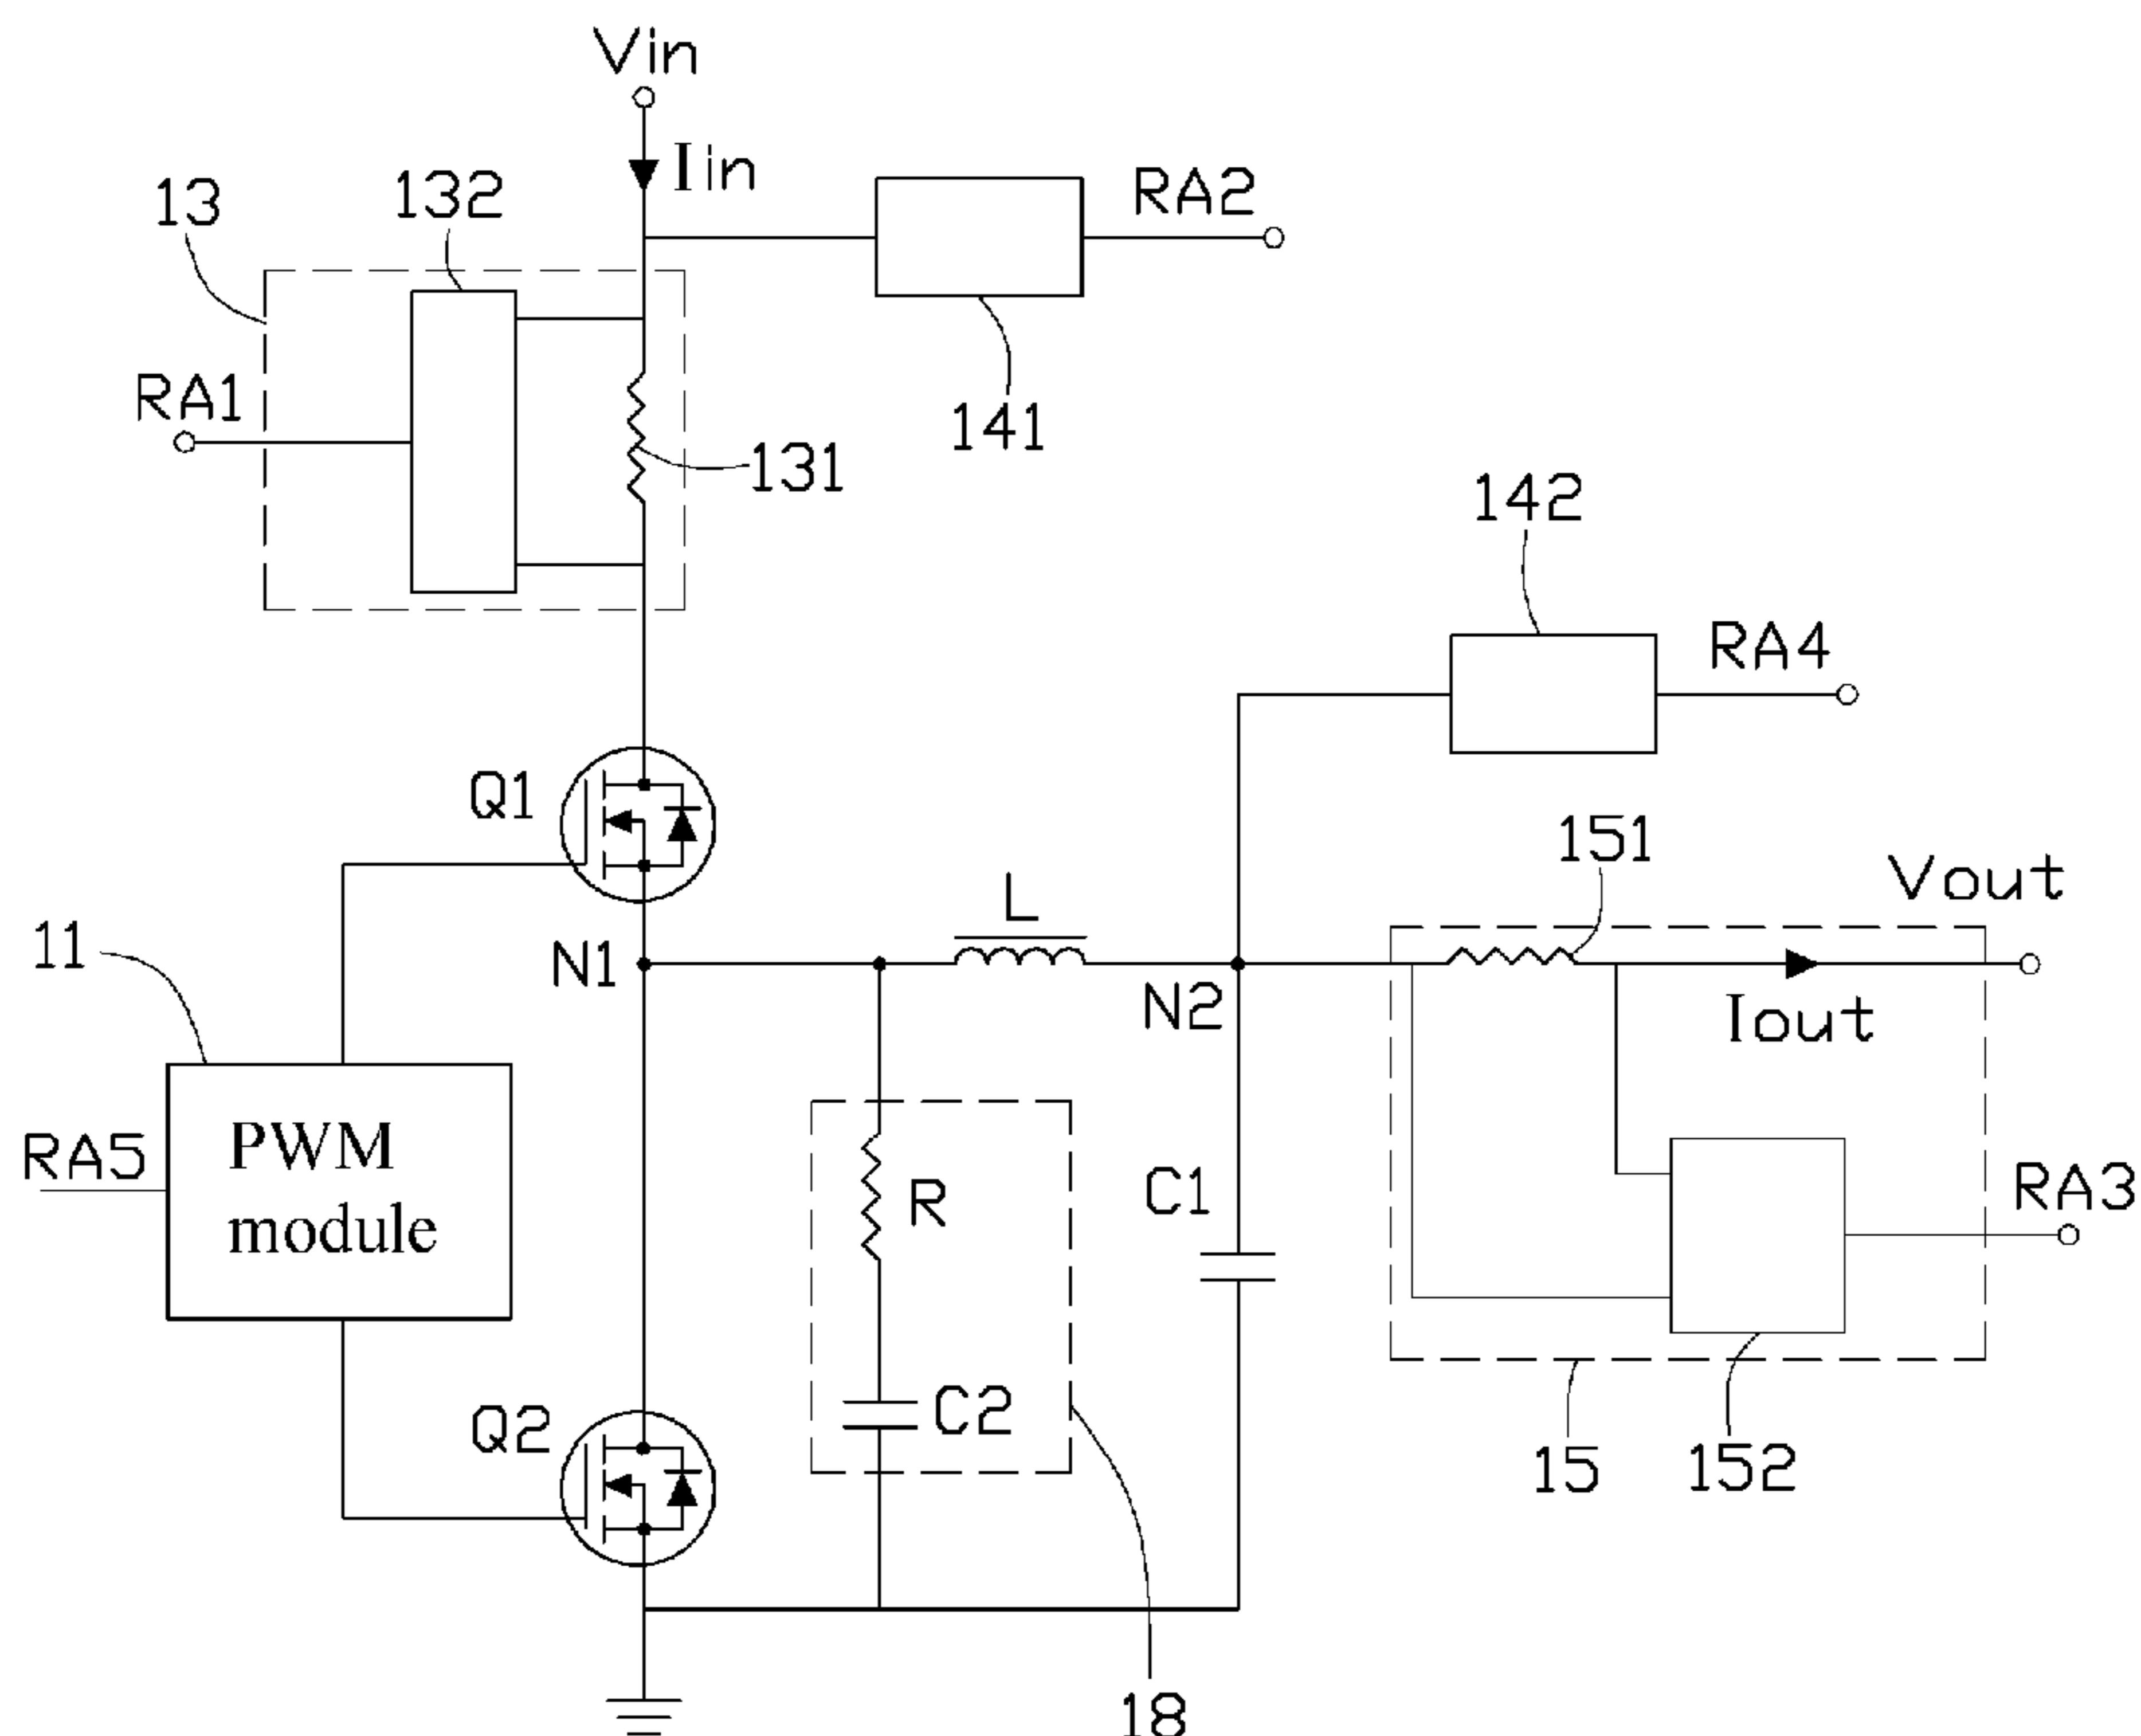 Vin
Iin
RA2
13
132
RA1
141
131
142
RA4
Q1
151
Vout
L
11
N1
N2
Iout
PWM
module
RA5
R
C1
RA3
Q2
C2
15
152
18